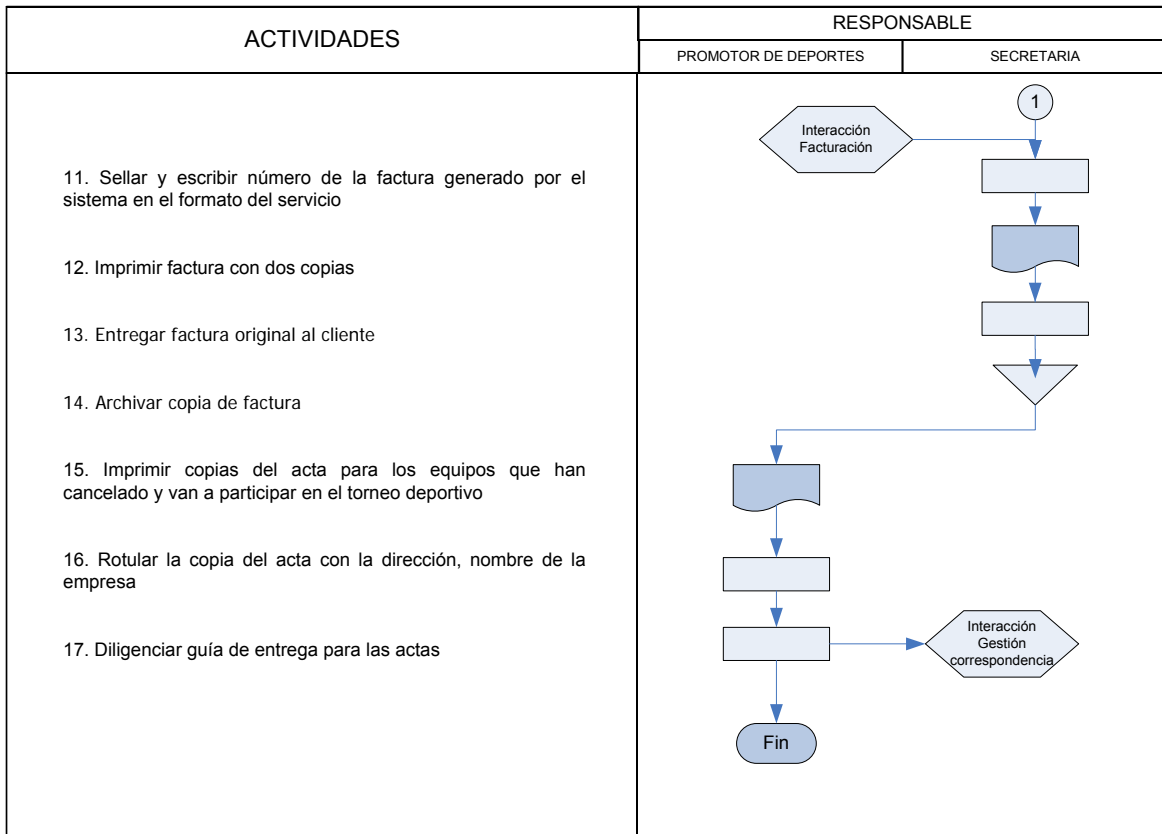 ACTIVIDADES
RESPONSABLE
PROMOTOR DE DEPORTES
SECRETARIA
1
Interacción
Facturación
11. Sellar y escribir número de la factura generado por el
sistema en el formato del servicio
12. Imprimir factura con dos copias
13. Entregar factura original al cliente
14. Archivar copia de factura
15. Imprimir copias del acta para los equipos que han
cancelado y van a participar en el torneo deportivo
16. Rotular la copia del acta con la dirección, nombre de la
empresa
17. Diligenciar guía de entrega para las actas
Interacción
Gestión
correspondencia
Fin